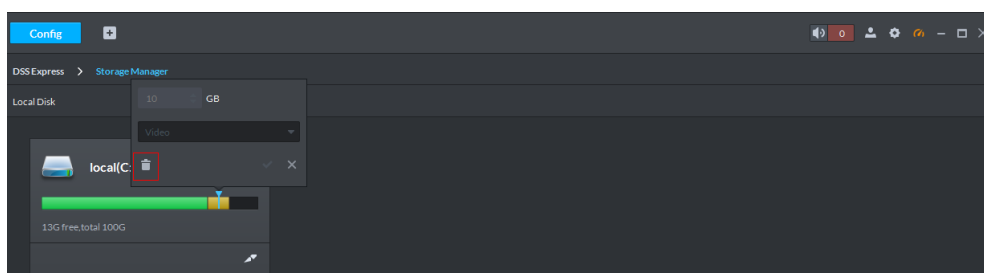 Config
0
DSS Express > Storage Manager
Local Disk
10 GB
Video
local(C:
13G free,total 100G